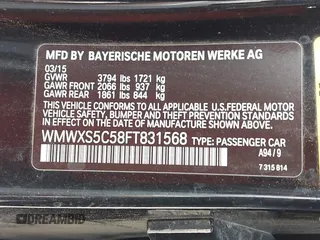 MFD BY BAYERISCHE MOTOREN WERKE AG
03/15
GVWR 3794 lbs 1721 kg
GAWR FRONT 2066 lbs 937 kg
GAWR REAR 1861 lbs 844 kg
THIS VEHICLE CONFORMS TO ALL APPLICABLE U.S. FEDERAL MOTOR VEHICLE SAFETY, BUMPER, AND THEFT PREVENTION STANDARDS IN EFFECT ON THE DATE OF MANUFACTURE SHOWN ABOVE.
WMWXS5C58FT831568 TYPE: PASSENGER CAR
A94 / 9
7 315 814
DREAMBID